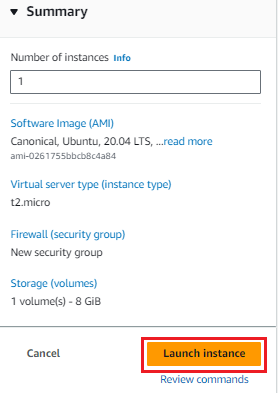 Summary
Number of instances Info
1
Software Image (AMI)
Canonical, Ubuntu, 20.04 LTS, ...read more
ami-0261755bbcb8c4a84
Virtual server type (instance type)
t2.micro
Firewall (security group)
New security group
Storage (volumes)
1 volume(s) - 8 GiB
Cancel Launch instance
Review commands